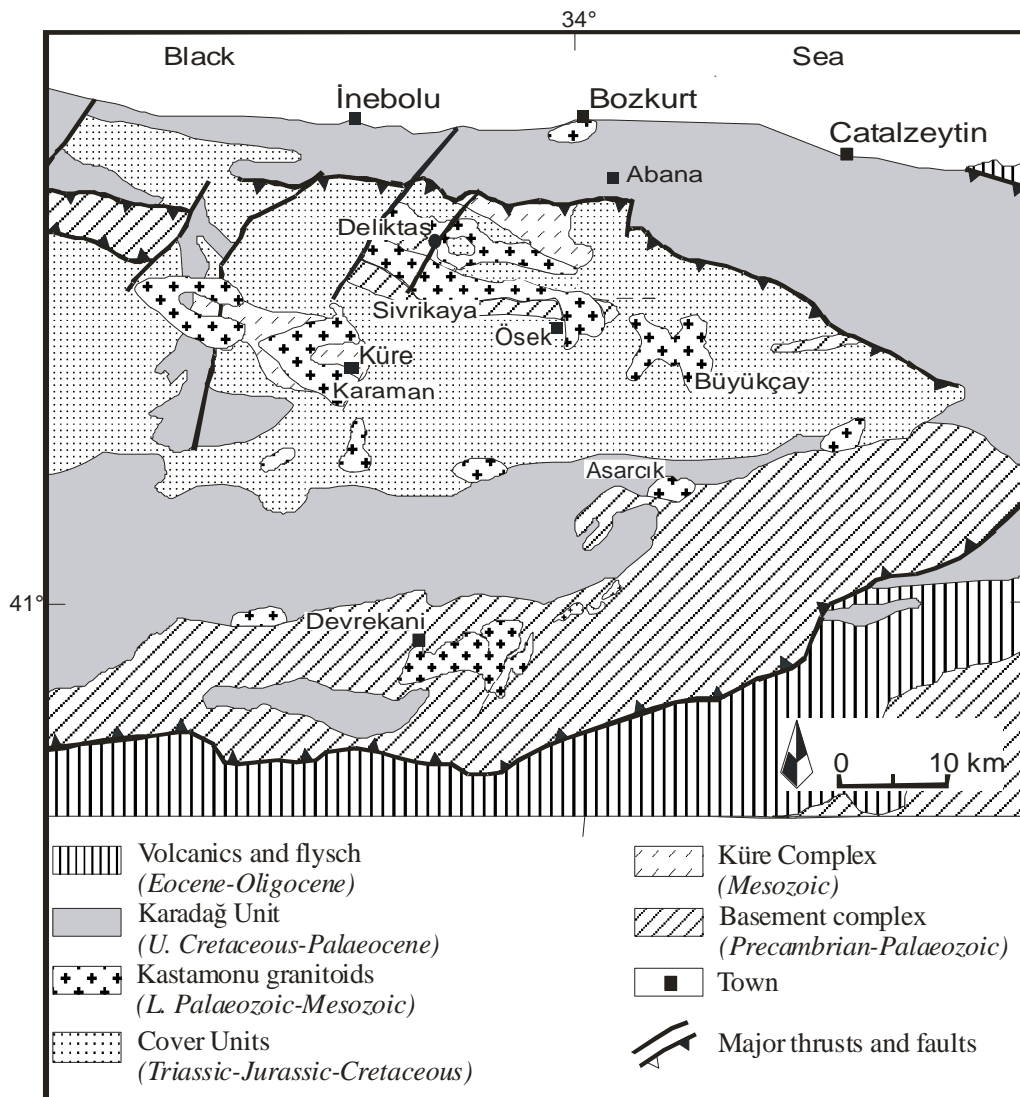 34°
Black Sea
İnebolu
Bozkurt
Catalzeytin
Abana
Deliktaş
Sivrikaya
Ösek
Küre
Büyükçay
Karaman
Asarcık
41°
Devrekani
0 10 km
Volcanics and flysch
(Eocene-Oligocene)
Karadağ Unit
(U. Cretaceous-Palaeocene)
Kastamonu granitoids
(L. Palaeozoic-Mesozoic)
Cover Units
(Triassic-Jurassic-Cretaceous)
Küre Complex
(Mesozoic)
Basement complex
(Precambrian-Palaeozoic)
Town
Major thrusts and faults